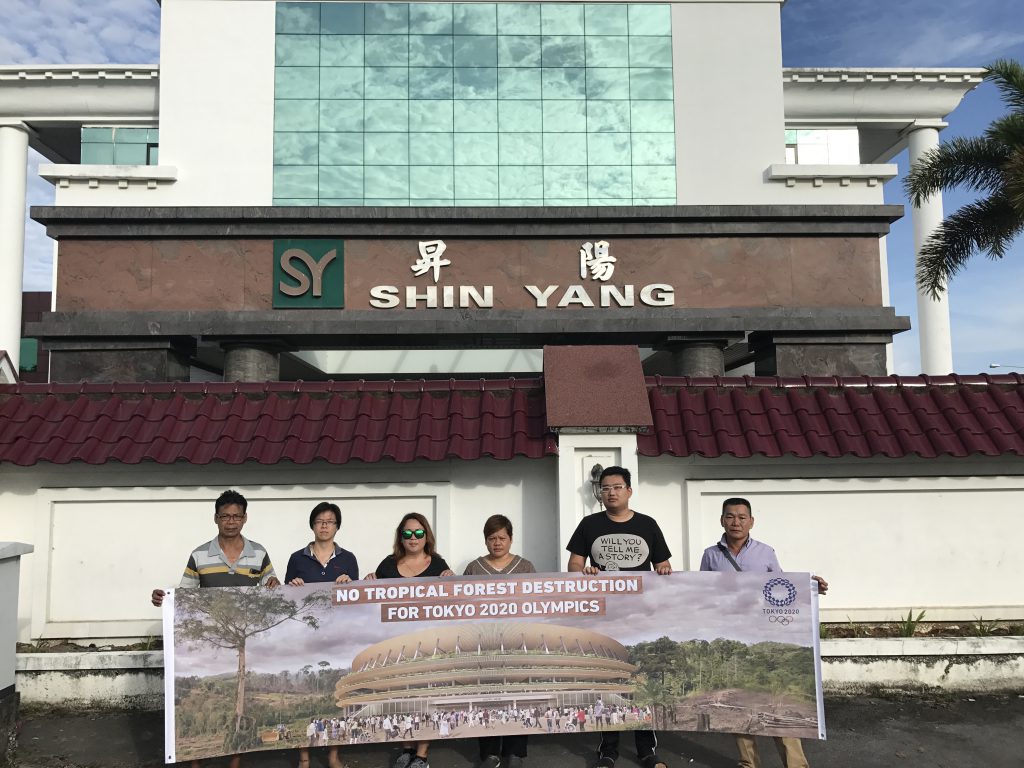 昇陽
SY SHIN YANG
WILL YOU
TELL ME
A STORY?
NO TROPICAL FOREST DESTRUCTION
FOR TOKYO 2020 OLYMPICS
TOKYO 2020